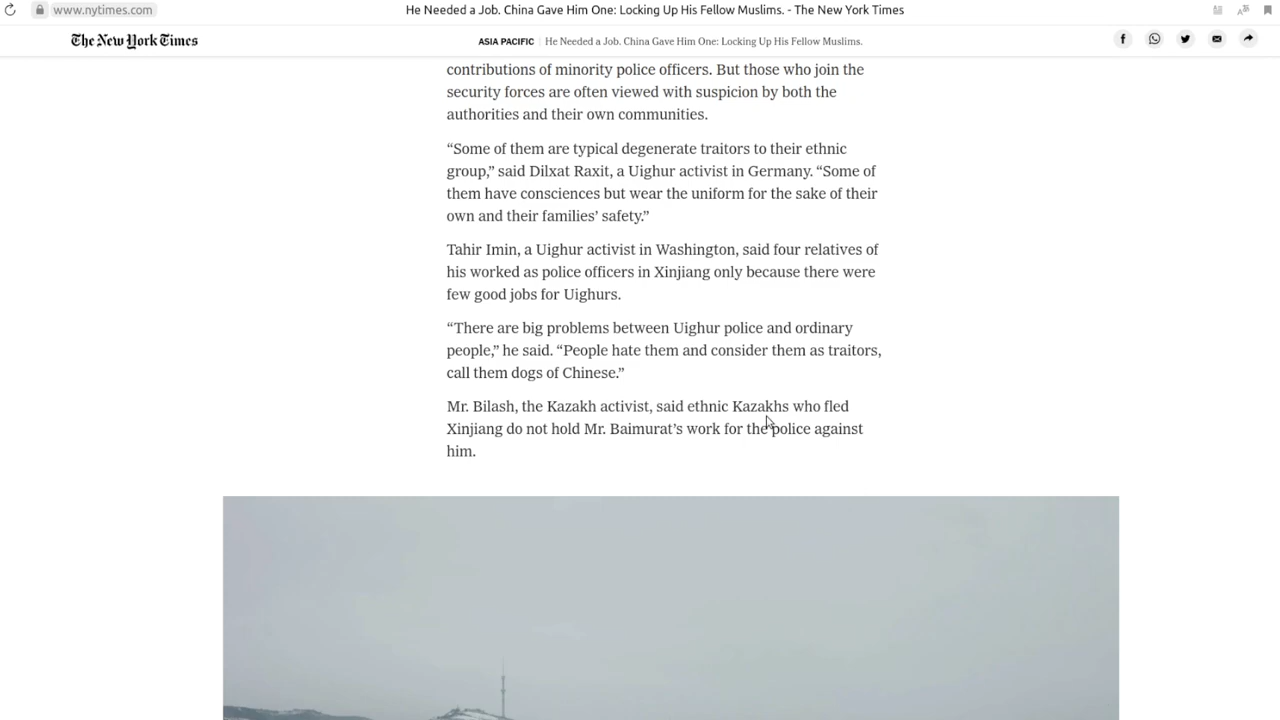 www.nytimes.com
He Needed a Job. China Gave Him One: Locking Up His Fellow Muslims. - The New York Times
The New York Times
ASIA PACIFIC | He Needed a Job. China Gave Him One: Locking Up His Fellow Muslims.
contributions of minority police officers. But those who join the
security forces are often viewed with suspicion by both the
authorities and their own communities.
“Some of them are typical degenerate traitors to their ethnic
group,” said Dilxat Raxit, a Uighur activist in Germany. “Some of
them have consciences but wear the uniform for the sake of their
own and their families’ safety.”
Tahir Imin, a Uighur activist in Washington, said four relatives of
his worked as police officers in Xinjiang only because there were
few good jobs for Uighurs.
“There are big problems between Uighur police and ordinary
people,” he said. “People hate them and consider them as traitors,
call them dogs of Chinese.”
Mr. Bilash, the Kazakh activist, said ethnic Kazakhs who fled
Xinjiang do not hold Mr. Baimurat’s work for the police against
him.